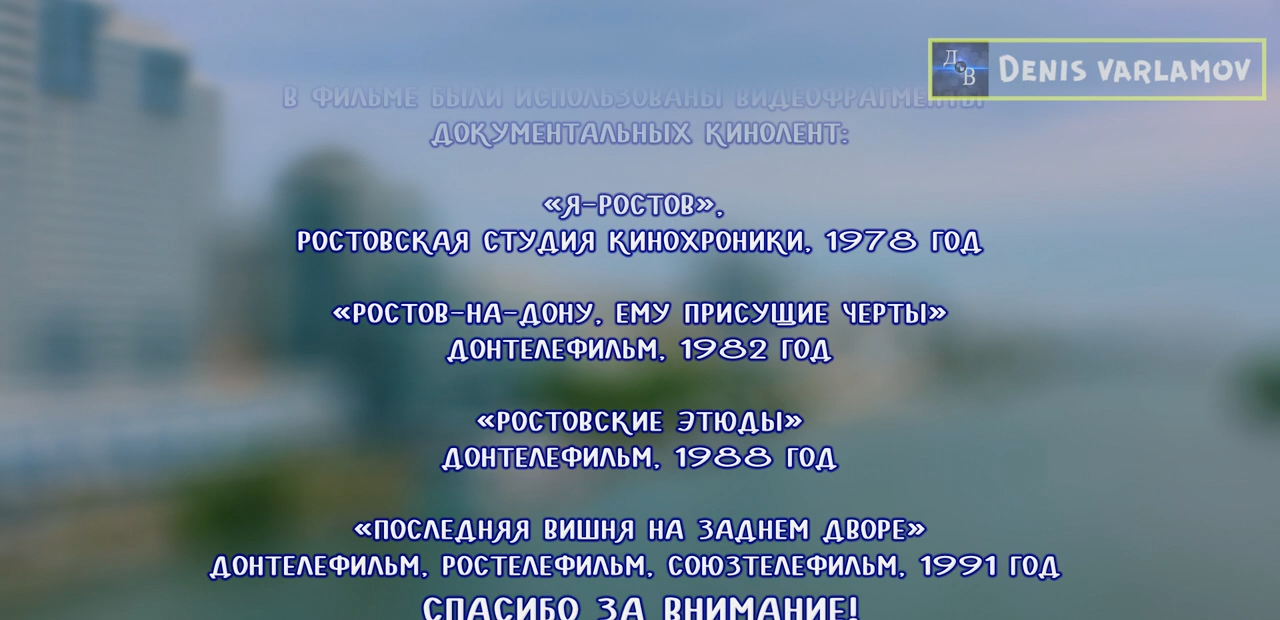 Д В DENIS VARLAMOV
В ФИЛЬМЕ БЫЛИ ИСПОЛЬЗОВАНЫ ВИДЕОФРАГМЕНТЫ
ДОКУМЕНТАЛЬНЫХ КИНОЛЕНТ:
«Я-РОСТОВ»,
РОСТОВСКАЯ СТУДИЯ КИНОХРОНИКИ, 1978 ГОД
«РОСТОВ-НА-ДОНУ, ЕМУ ПРИСУЩИЕ ЧЕРТЫ»
ДОНТЕЛЕФИЛЬМ, 1982 ГОД
«РОСТОВСКИЕ ЭТЮДЫ»
ДОНТЕЛЕФИЛЬМ, 1988 ГОД
«ПОСЛЕДНЯЯ ВИШНЯ НА ЗАДНЕМ ДВОРЕ»
ДОНТЕЛЕФИЛЬМ, РОСТЕЛЕФИЛЬМ, СОЮЗТЕЛЕФИЛЬМ, 1991 ГОД
СПАСИБО ЗА ВНИМАНИЕ!